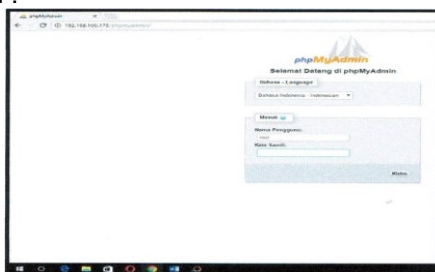 phpMyAdmin
192.168.100.175/phpmyadmin/
phpMyAdmin
Selamat Datang di phpMyAdmin
Bahasa - Language
Bahasa Indonesia - Indonesian
Masuk
Nama Pengguna:
root
Kata Sandi: